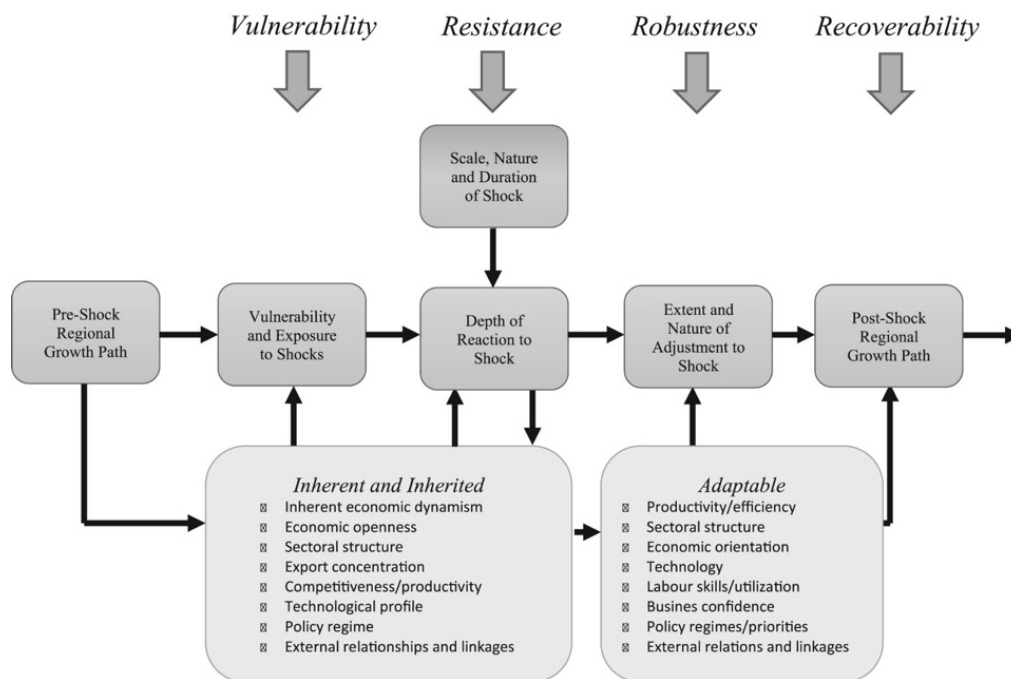 Vulnerability
Resistance
Robustness
Recoverability
Scale, Nature
and Duration
of Shock
Pre-Shock
Regional
Growth Path
Vulnerability
and Exposure
to Shocks
Depth of
Reaction to
Shock
Extent and
Nature of
Adjustment to
Shock
Post-Shock
Regional
Growth Path
Inherent and Inherited
Inherent economic dynamism
Economic openness
Sectoral structure
Export concentration
Competitiveness/productivity
Technological profile
Policy regime
External relationships and linkages
Adaptable
Productivity/efficiency
Sectoral structure
Economic orientation
Technology
Labour skills/utilization
Busines confidence
Policy regimes/priorities
External relations and linkages